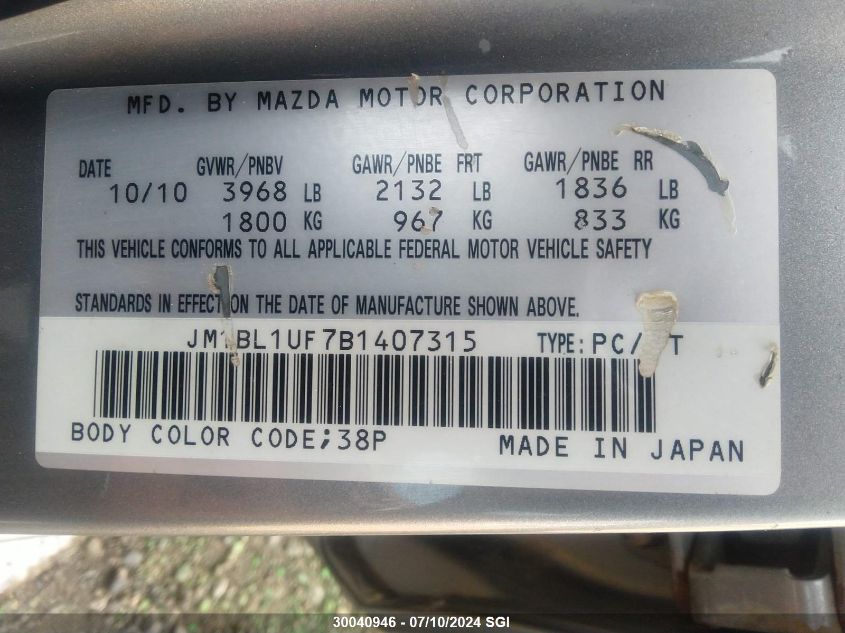 MFD. BY MAZDA MOTOR CORPORATION
DATE GVWR/PNBV GAWR/PNBE FRT GAWR/PNBE RR
10/10 3968 LB 2132 LB 1836 LB
1800 KG 967 KG 833 KG
THIS VEHICLE CONFORMS TO ALL APPLICABLE FEDERAL MOTOR VEHICLE SAFETY
STANDARDS IN EFFECT ON THE DATE OF MANUFACTURE SHOWN ABOVE.
JM1BL1UF7B1407315 TYPE:
BODY COLOR CODE;38P MADE IN JAPAN
30040946 - 07/10/2024 SGI